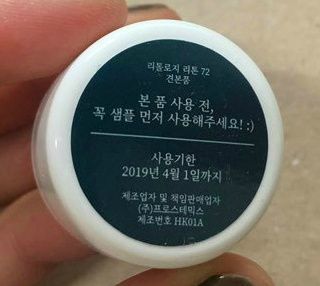 리돌로지 리튼 72
견본품
본 품 사용 전,
꼭 샘플 먼저 사용해주세요! :)
사용기한
2019년 4월 1일까지
제조업자 및 책임판매업자
(주)프로스테믹스
제조번호 HK01A